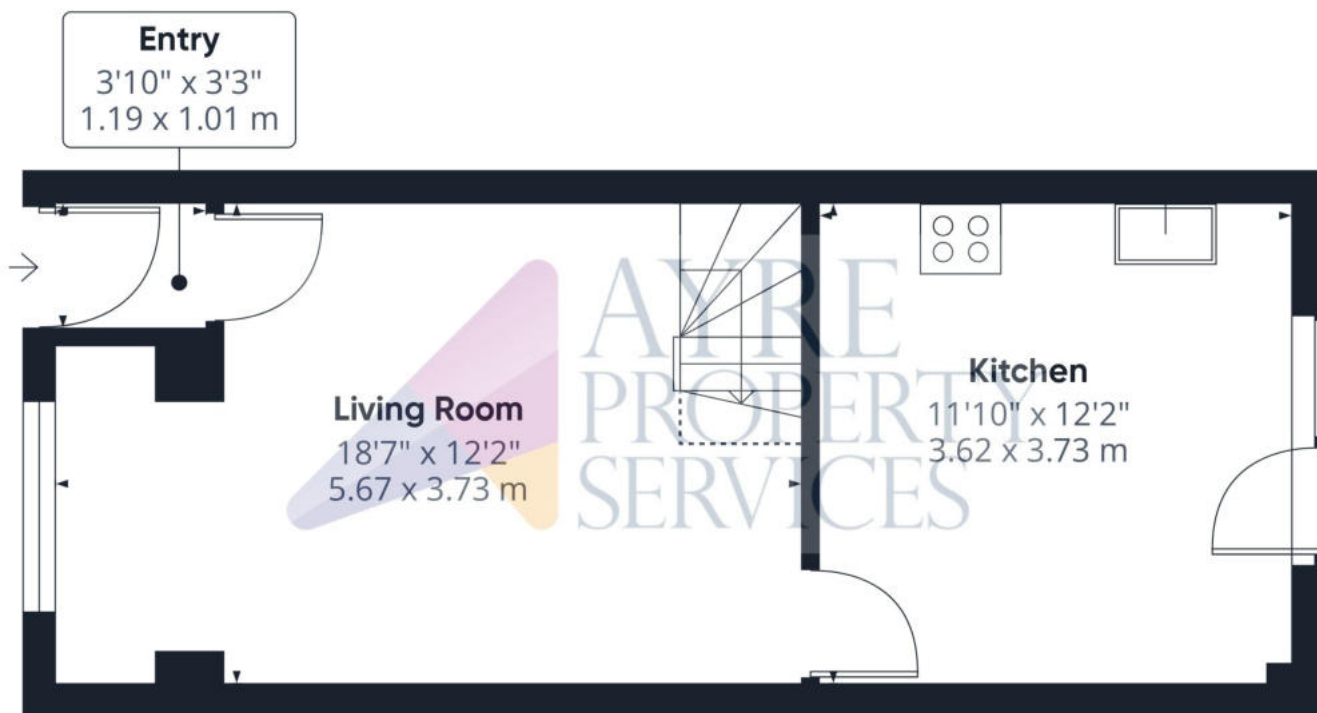 Entry
3'10" x 3'3"
1.19 x 1.01 m
AYRE
PROPERTY
SERVICES
Living Room
18'7" x 12'2"
5.67 x 3.73 m
Kitchen
11'10" x 12'2"
3.62 x 3.73 m